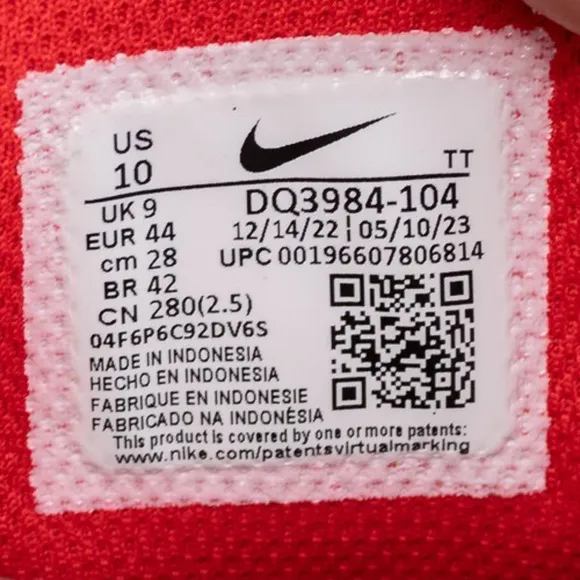 US
10
TT
UK 9
EUR 44
cm 28
BR 42
CN 280(2.5)
DQ3984-104
12/14/22 | 05/10/23
UPC 00196607806814
04F6P6C92DV6S
MADE IN INDONESIA
HECHO EN INDONESIA
FABRIQUE EN INDONESIE
FABRICADO NA INDONÉSIA
This product is covered by one or more patents:
www.nike.com/patentsvirtualmarking